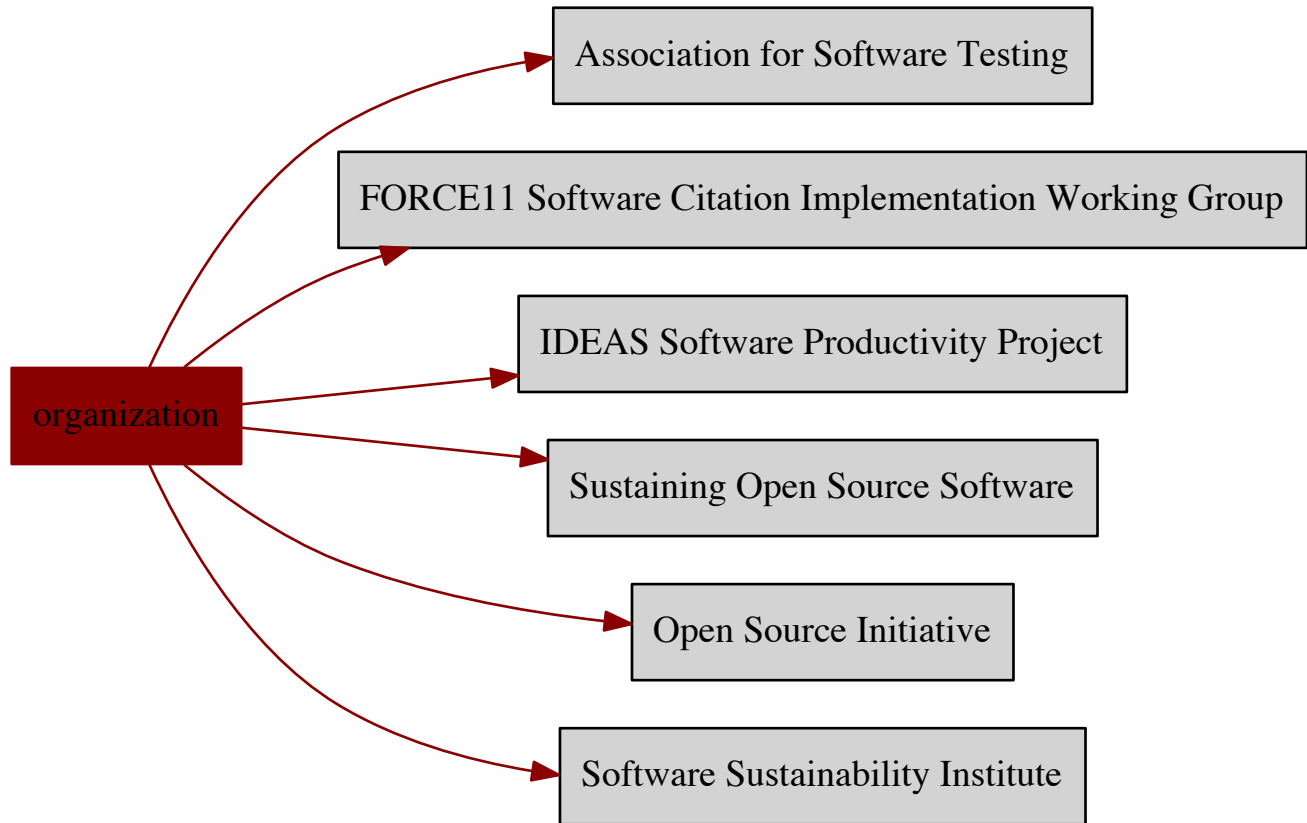 Association for Software Testing
FORCE11 Software Citation Implementation Working Group
IDEAS Software Productivity Project
organization
Sustaining Open Source Software
Open Source Initiative
Software Sustainability Institute